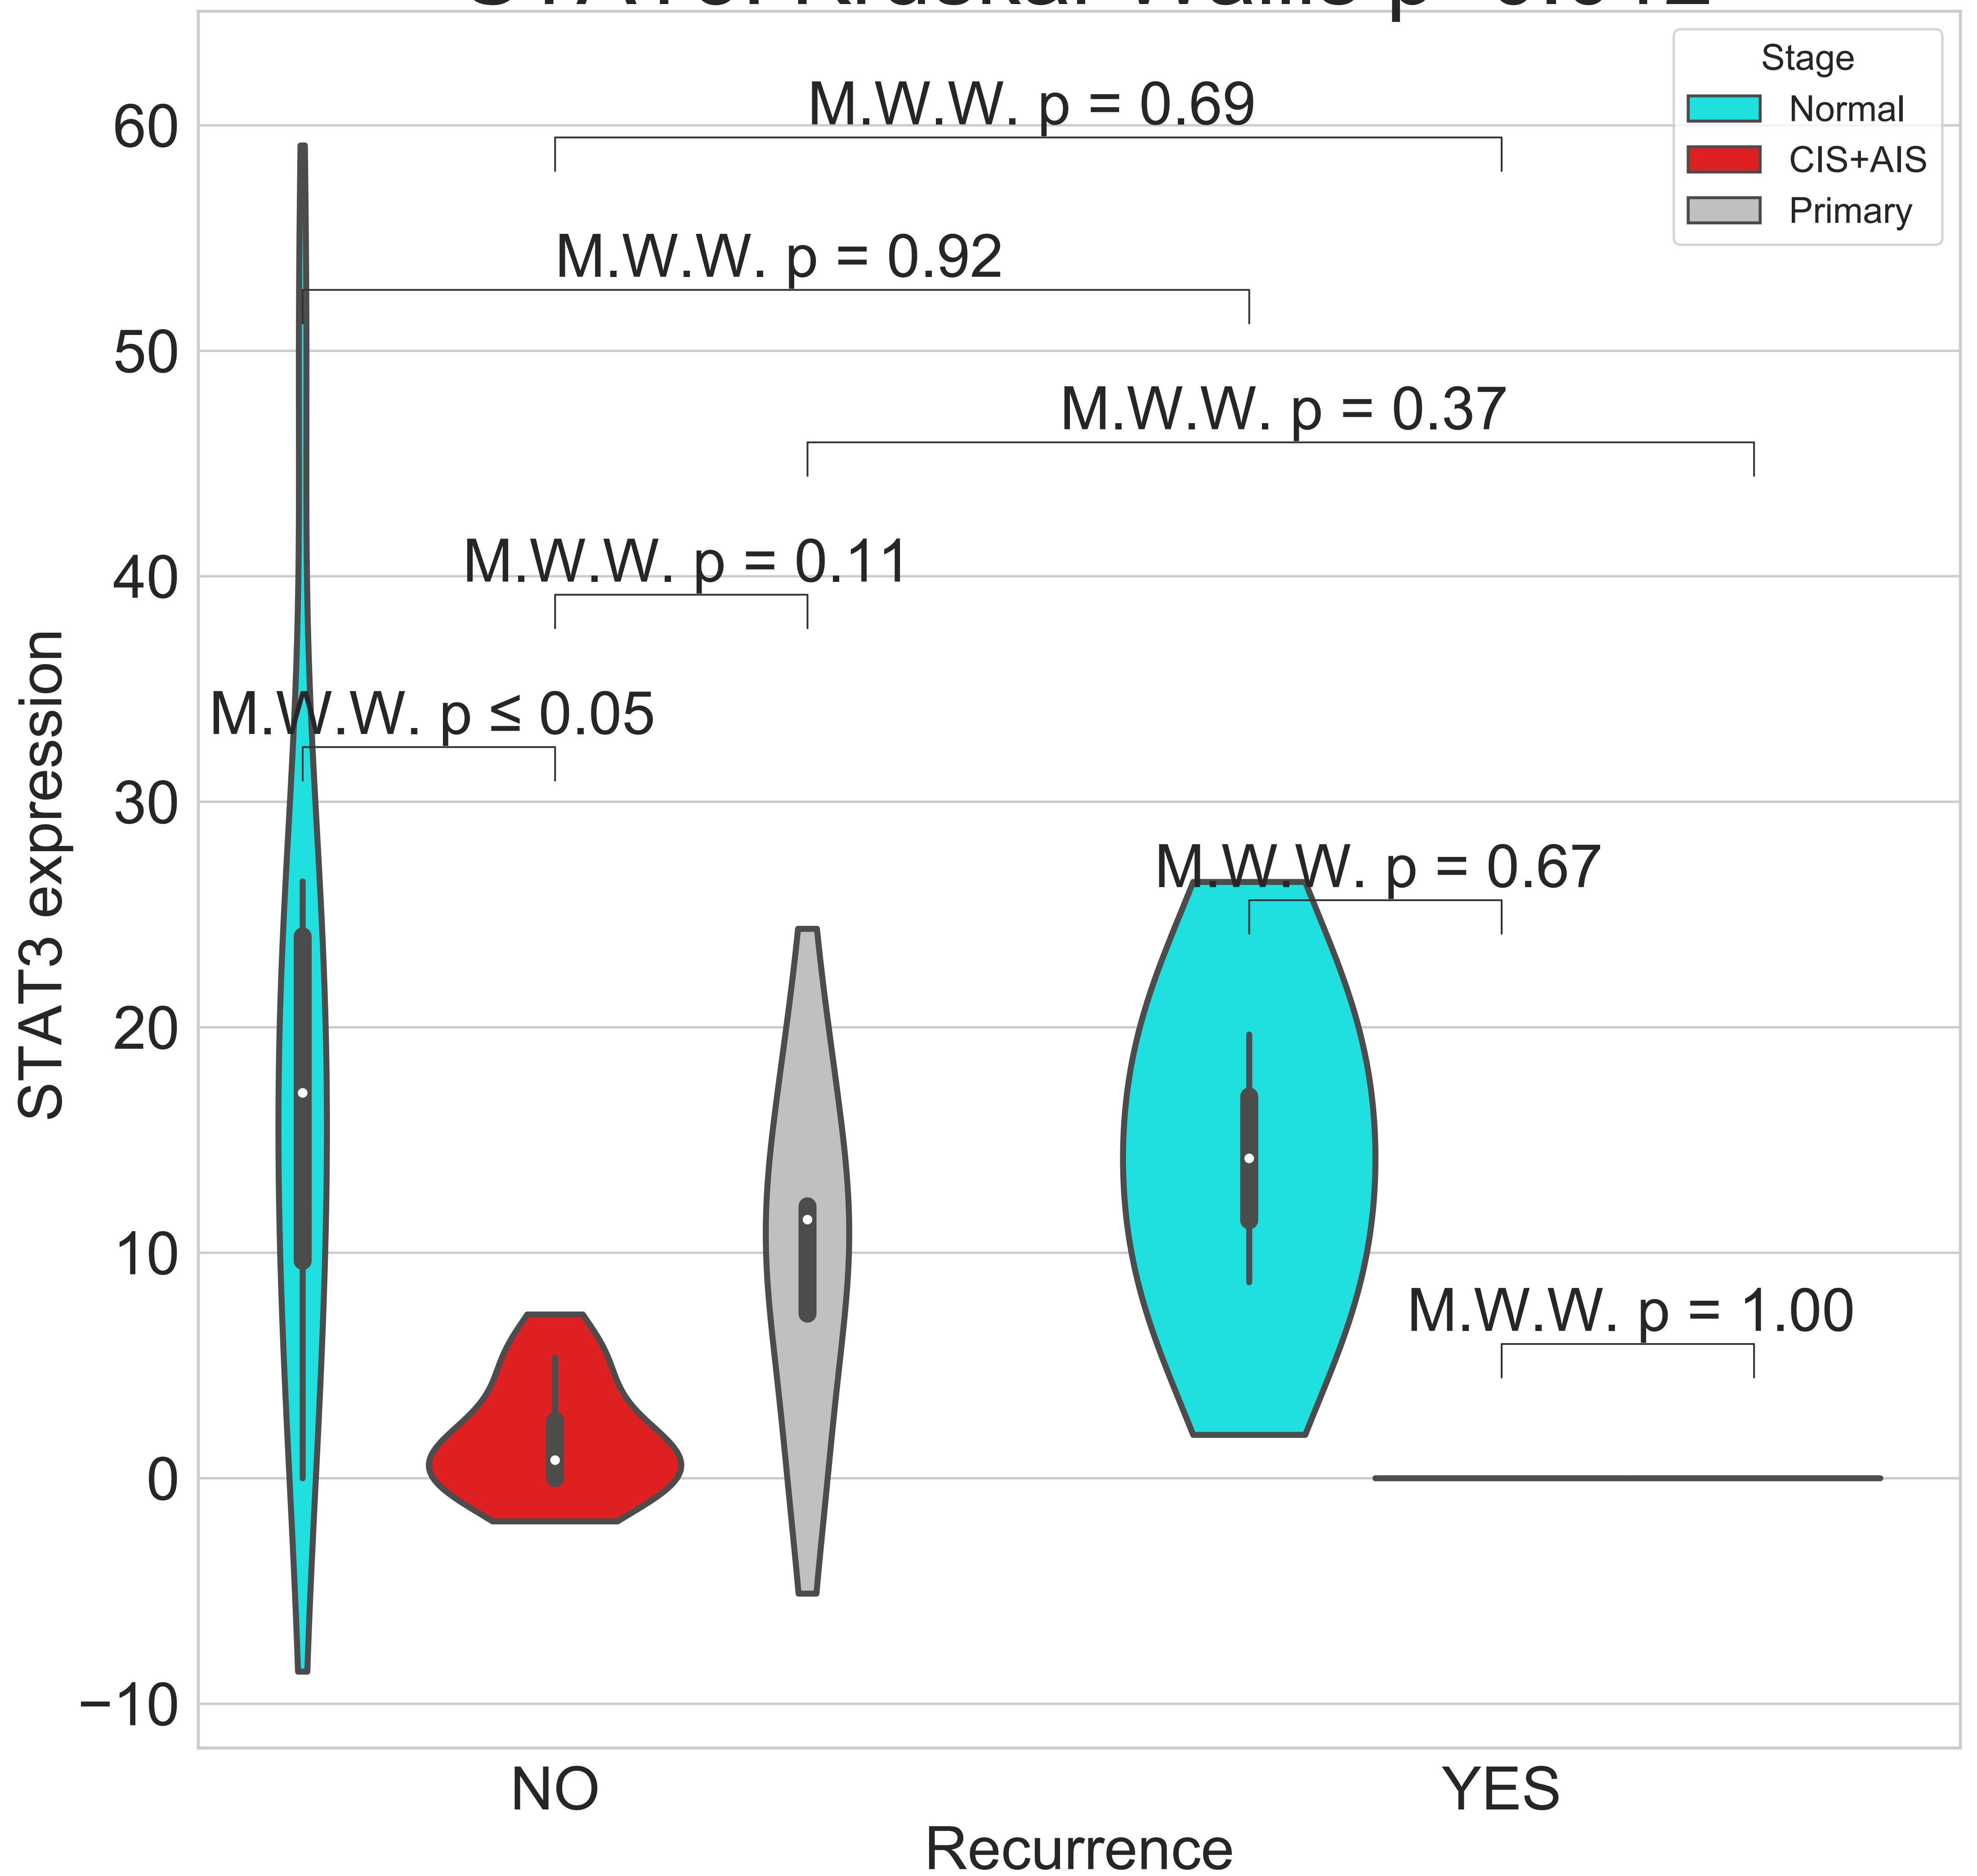 Stage
Normal
CIS+AIS
Primary
M.W.W. p = 0.69
M.W.W. p = 0.92
M.W.W. p = 0.37
M.W.W. p = 0.11
M.W.W. p ≤ 0.05
M.W.W. p = 0.67
M.W.W. p = 1.00
60
50
40
30
20
10
0
−10
STAT3 expression
NO
YES
Recurrence